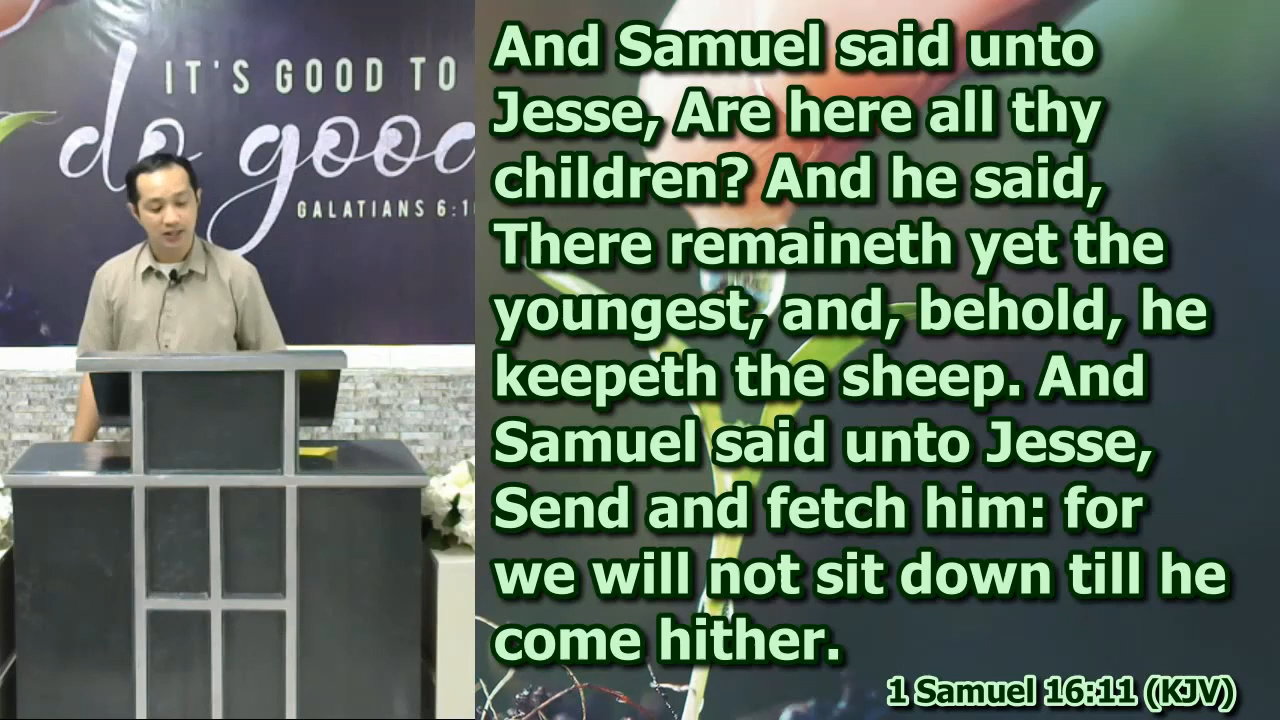 IT'S GOOD TO
do good
GALATIANS 6:1
And Samuel said unto
Jesse, Are here all thy
children? And he said,
There remaineth yet the
youngest, and, behold, he
keepeth the sheep. And
Samuel said unto Jesse,
Send and fetch him: for
we will not sit down till he
come hither.
1 Samuel 16:11 (KJV)